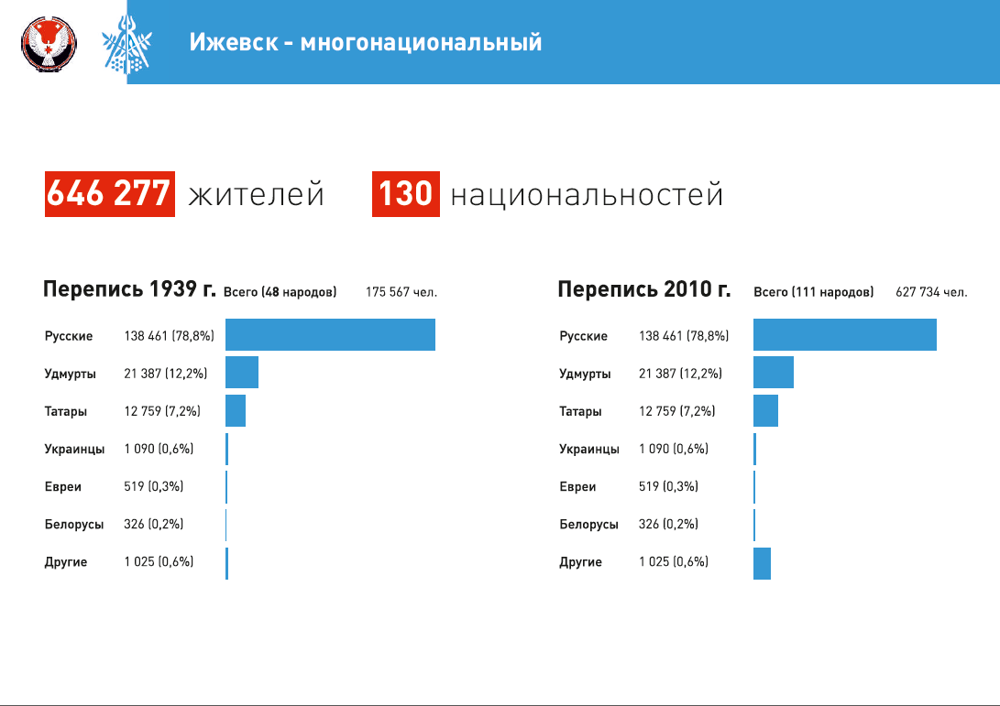 Ижевск - многонациональный
646 277 жителей 130 национальностей
Перепись 1939 г. Всего (48 народов) 175 567 чел.
Русские 138 461 (78,8%)
Удмурты 21 387 (12,2%)
Татары 12 759 (7,2%)
Украинцы 1 090 (0,6%)
Евреи 519 (0,3%)
Белорусы 326 (0,2%)
Другие 1 025 (0,6%)
Перепись 2010 г. Всего (111 народов) 627 734 чел.
Русские 138 461 (78,8%)
Удмурты 21 387 (12,2%)
Татары 12 759 (7,2%)
Украинцы 1 090 (0,6%)
Евреи 519 (0,3%)
Белорусы 326 (0,2%)
Другие 1 025 (0,6%)